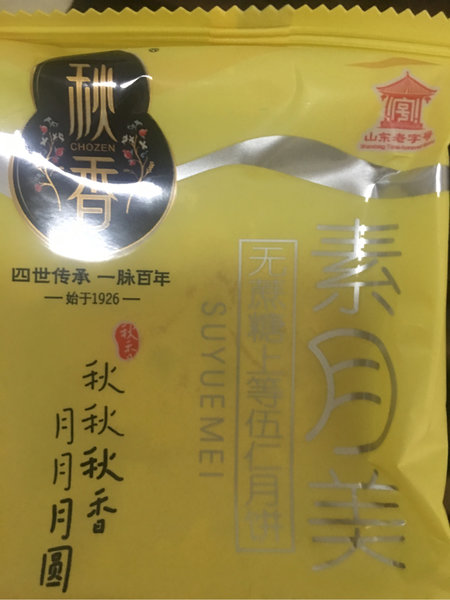 秋香
CHOZEN
山东老字号
四世传承 一脉百年
始于1926
秋秋秋香
月月月圆
素月美
SUYUEMEI
无蔗糖上等伍仁月饼